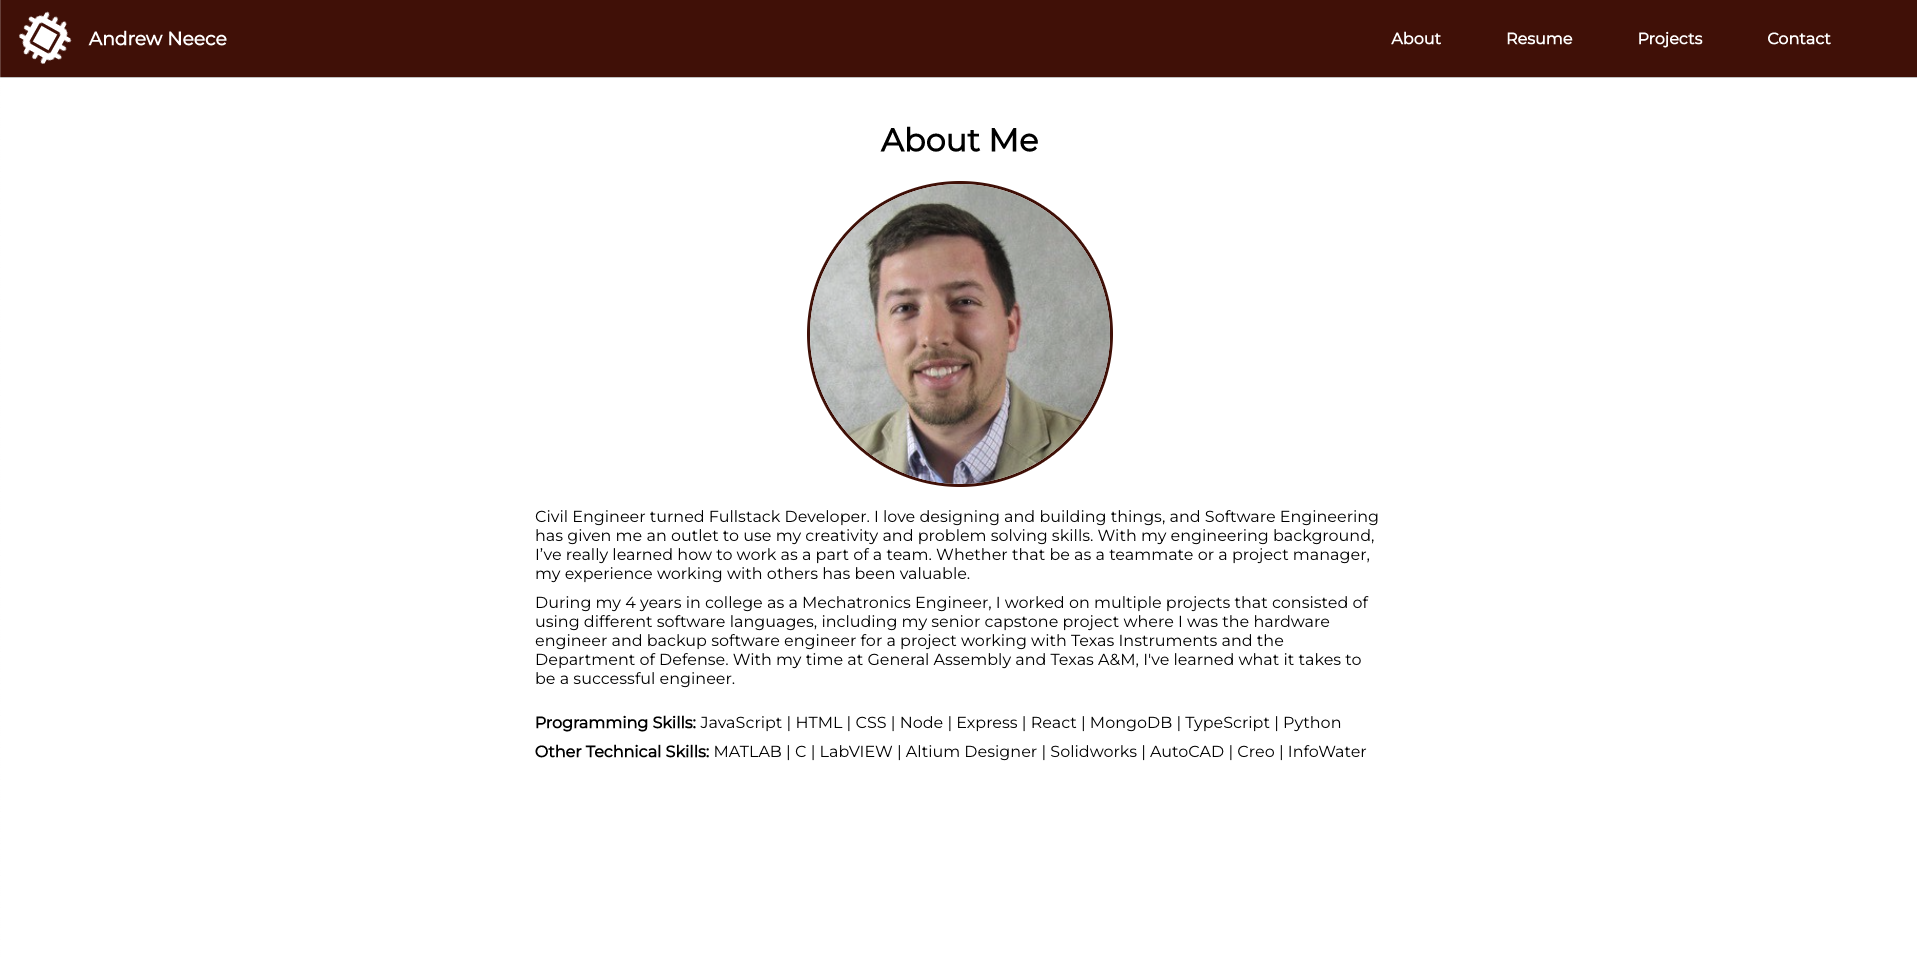 Andrew Neece
About
Resume
Projects
Contact
About Me
Civil Engineer turned Fullstack Developer. I love designing and building things, and Software Engineering
has given me an outlet to use my creativity and problem solving skills. With my engineering background,
I’ve really learned how to work as a part of a team. Whether that be as a teammate or a project manager,
my experience working with others has been valuable.
During my 4 years in college as a Mechatronics Engineer, I worked on multiple projects that consisted of
using different software languages, including my senior capstone project where I was the hardware
engineer and backup software engineer for a project working with Texas Instruments and the
Department of Defense. With my time at General Assembly and Texas A&M, I've learned what it takes to
be a successful engineer.
Programming Skills: JavaScript | HTML | CSS | Node | Express | React | MongoDB | TypeScript | Python
Other Technical Skills: MATLAB | C | LabVIEW | Altium Designer | Solidworks | AutoCAD | Creo | InfoWater